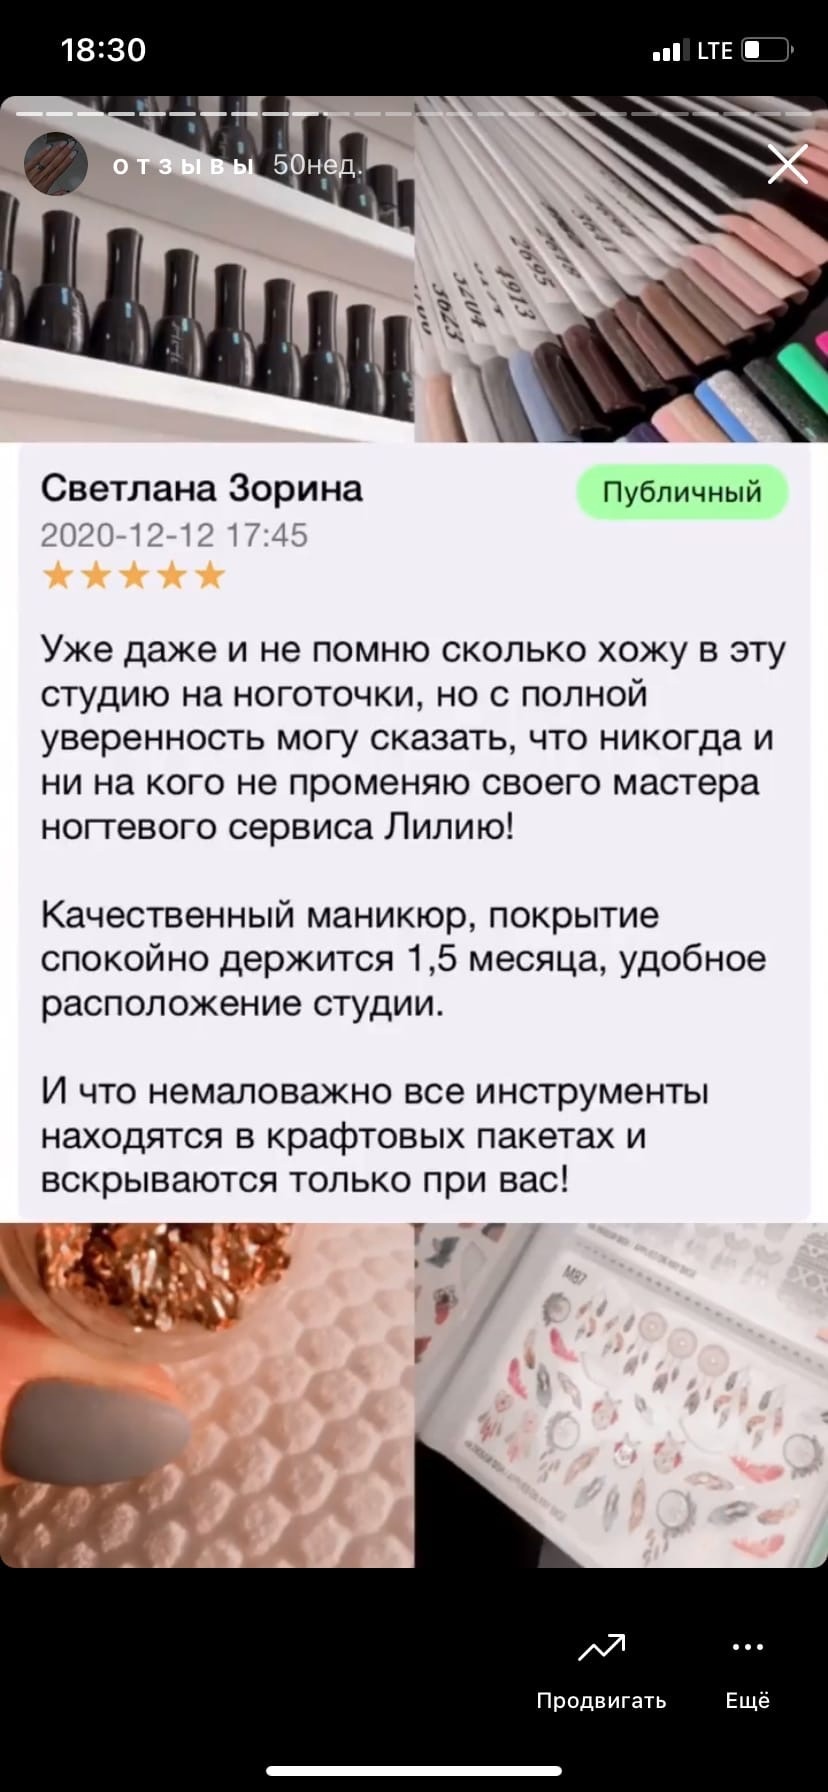 18:30
LTE
отзывы 50нед.
3623
3204
4913
Светлана Зорина
Публичный
2020-12-12 17:45
Уже даже и не помню сколько хожу в эту
студию на ноготочки, но с полной
уверенность могу сказать, что никогда и
ни на кого не променяю своего мастера
ногтевого сервиса Лилию!
Качественный маникюр, покрытие
спокойно держится 1,5 месяца, удобное
расположение студии.
И что немаловажно все инструменты
находятся в крафтовых пакетах и
вскрываются только при вас!
M87
Продвигать
Ещё